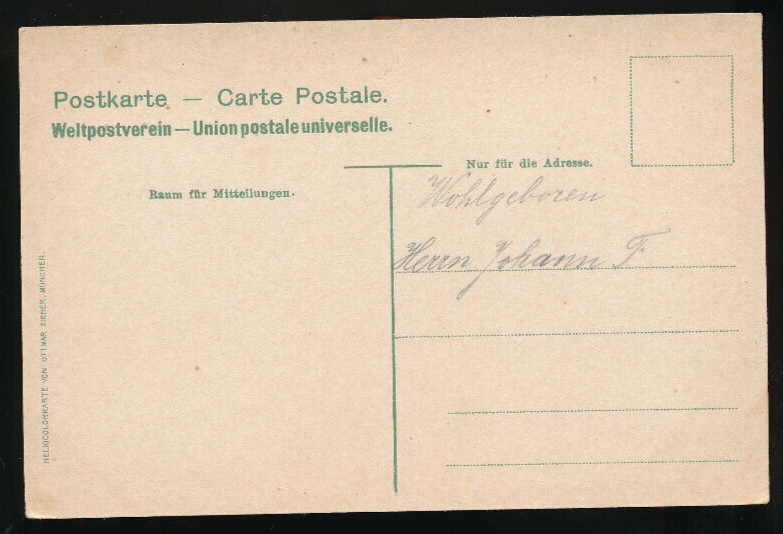 Postkarte — Carte Postale.
Weltpostverein — Union postale universelle.
Nur für die Adresse.
Raum für Mitteilungen.
Wohlgeboren
Herrn Johann F
HELIOCOLORKARTE VON OTTMAR ZIEHER, MÜNCHEN.